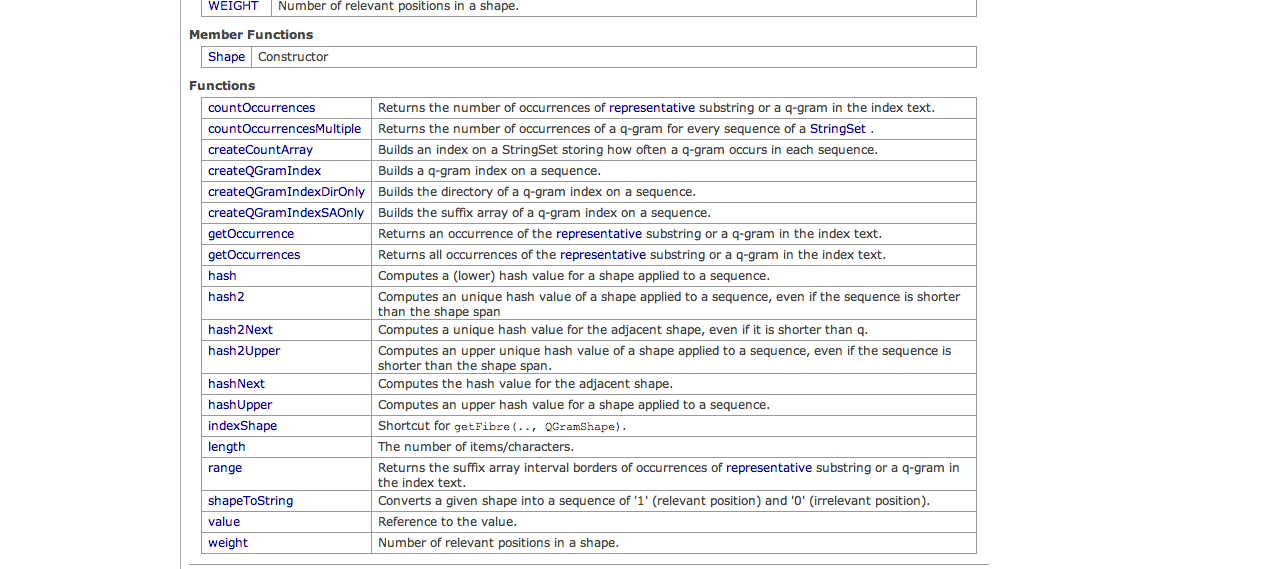 WEIGHT Number of relevant positions in a shape.
Member Functions
Shape Constructor
Functions
countOccurrences Returns the number of occurrences of representative substring or a q-gram in the index text.
countOccurrencesMultiple Returns the number of occurrences of a q-gram for every sequence of a StringSet .
createCountArray Builds an index on a StringSet storing how often a q-gram occurs in each sequence.
createQGramIndex Builds a q-gram index on a sequence.
createQGramIndexDirOnly Builds the directory of a q-gram index on a sequence.
createQGramIndexSAOnly Builds the suffix array of a q-gram index on a sequence.
getOccurrence Returns an occurrence of the representative substring or a q-gram in the index text.
getOccurrences Returns all occurrences of the representative substring or a q-gram in the index text.
hash Computes a (lower) hash value for a shape applied to a sequence.
hash2 Computes an unique hash value of a shape applied to a sequence, even if the sequence is shorter
than the shape span
hash2Next Computes a unique hash value for the adjacent shape, even if it is shorter than q.
hash2Upper Computes an upper unique hash value of a shape applied to a sequence, even if the sequence is
shorter than the shape span.
hashNext Computes the hash value for the adjacent shape.
hashUpper Computes an upper hash value for a shape applied to a sequence.
indexShape Shortcut for getFibre(.., QGramShape).
length The number of items/characters.
range Returns the suffix array interval borders of occurrences of representative substring or a q-gram in
the index text.
shapeToString Converts a given shape into a sequence of '1' (relevant position) and '0' (irrelevant position).
value Reference to the value.
weight Number of relevant positions in a shape.